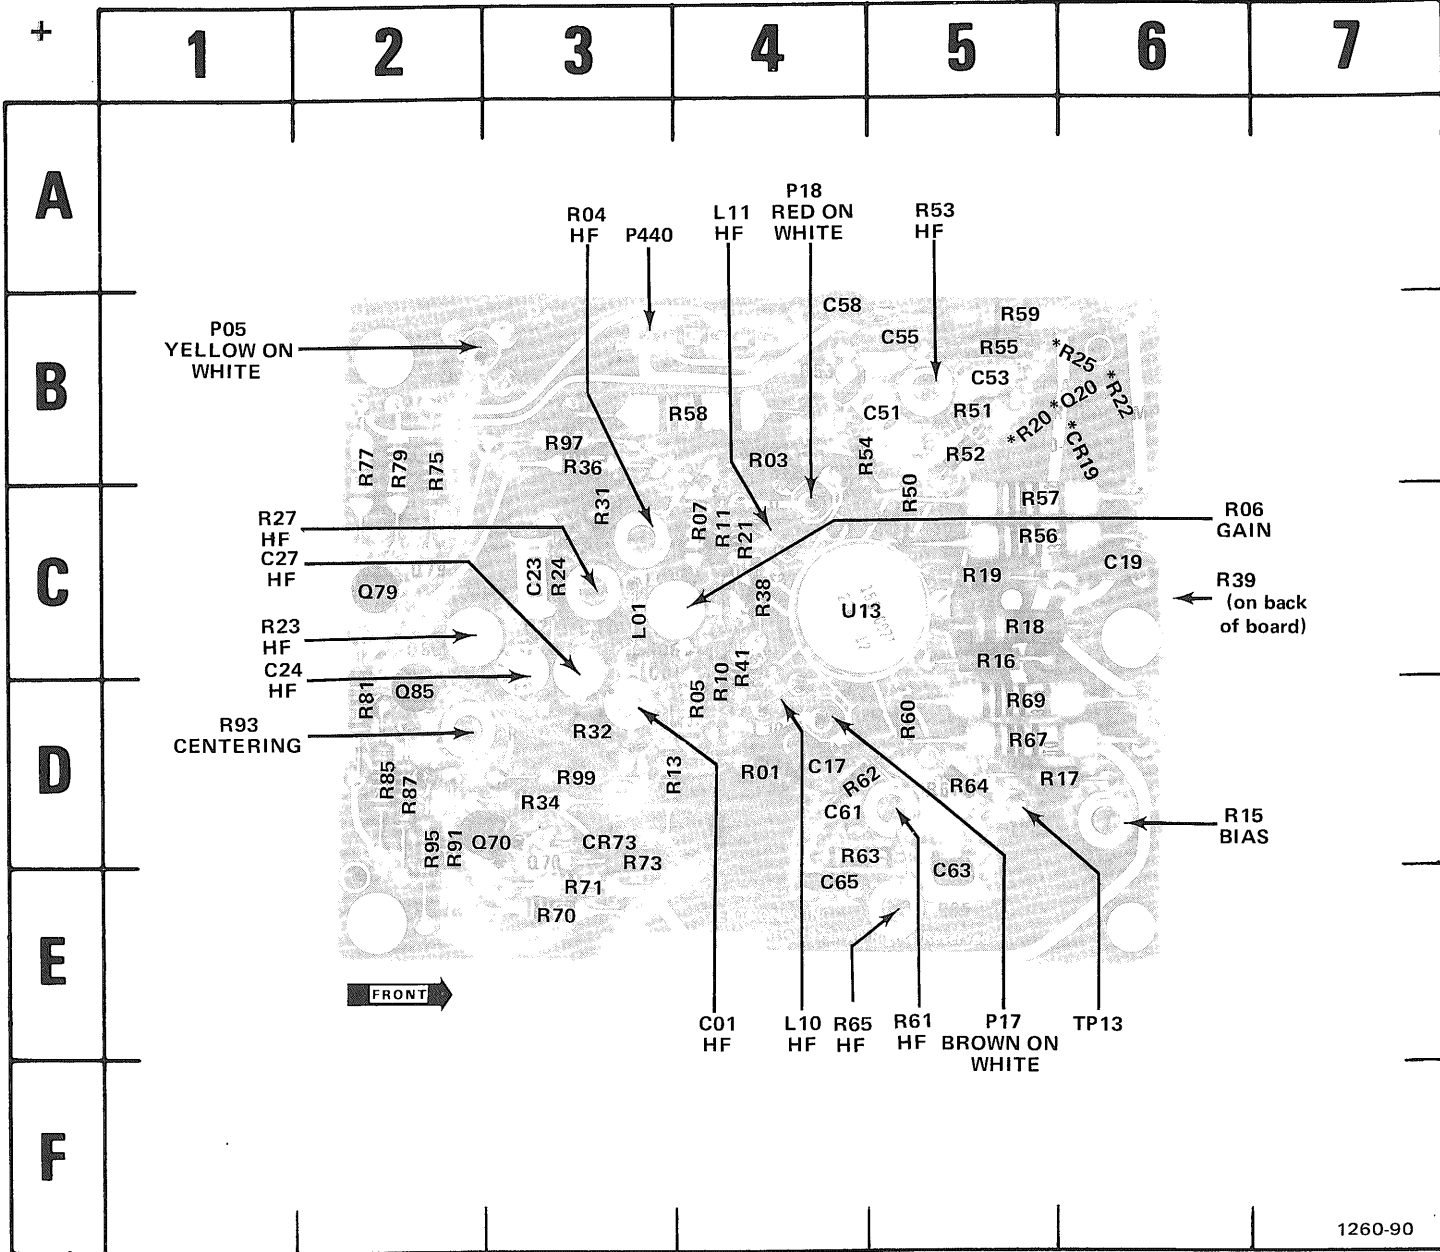 +
1 2 3 4 5 6 7
A
B
C
D
E
F
R04
HF
P440
L11
HF
P18
RED ON
WHITE
R53
HF
P05
YELLOW ON
WHITE
C58
R59
C55
R55
*R25
C53
*R22
*Q20
R58
C51
R51
*R20
*CR19
R97
R36
R03
R54
R52
R77
R79
R75
R31
R07
R11
R21
R50
R57
R56
R06
GAIN
R27
HF
C27
HF
Q79
C23
R24
L01
R38
U13
R19
C19
R18
R39
(on back
of board)
R23
HF
C24
HF
R16
R10
R41
R81
Q85
R05
R60
R69
R93
CENTERING
R32
R67
R85
R87
R99
R13
R01
C17
R62
R64
R17
R34
C61
R15
BIAS
R95
R91
Q70
CR73
R73
R63
C65
C63
R71
R70
FRONT
C01
HF
L10
HF
R65
HF
R61
HF
P17
BROWN ON
WHITE
TP13
1260-90